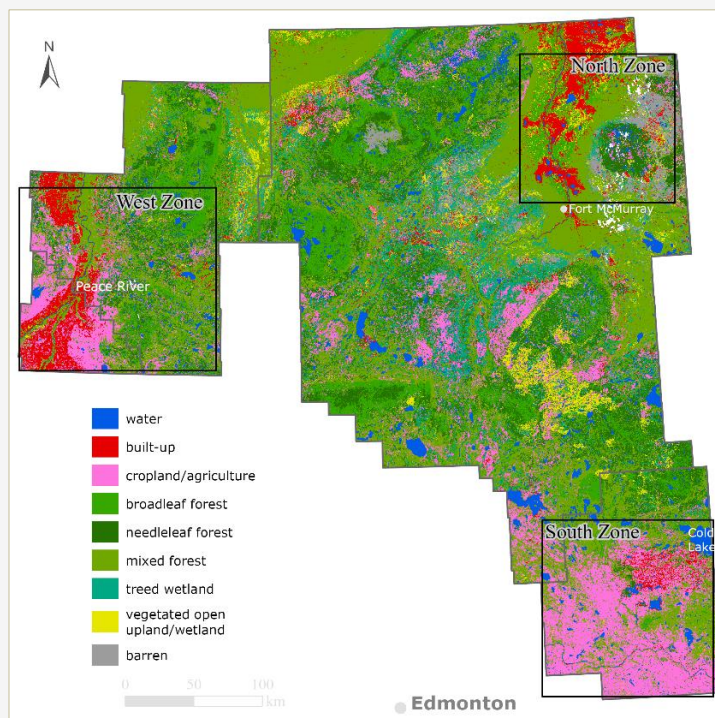 N
North Zone
Fort McMurray
West Zone
Peace River
water
built-up
cropland/agriculture
broadleaf forest
needleleaf forest
mixed forest
treed wetland
vegetated open
upland/wetland
barren
South Zone
Cold
Lake
0 50 100
km
Edmonton